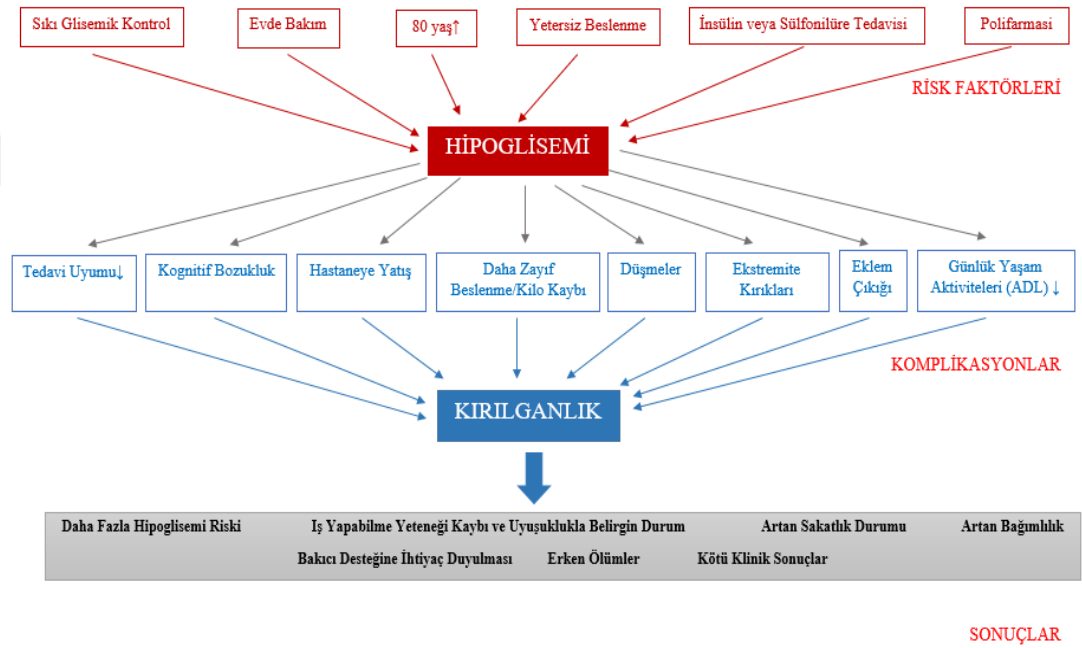 Sıkı Glisemik Kontrol
Evde Bakım
80 yaş↑
Yetersiz Beslenme
İnsülin veya Sülfonilüre Tedavisi
Polifarmasi
RİSK FAKTÖRLERİ
HİPOGLİSEMİ
Tedavi Uyumu↓
Kognitif Bozukluk
Hastaneye Yatış
Daha Zayıf
Beslenme/Kilo Kaybı
Düşmeler
Ekstremite
Kırıkları
Eklem
Çıkığı
Günlük Yaşam
Aktiviteleri (ADL) ↓
KOMPLİKASYONLAR
KIRILGANLIK
Daha Fazla Hipoglisemi Riski
Iş Yapabilme Yeteneği Kaybı ve Uyuşuklukla Belirgin Durum
Artan Sakatlık Durumu
Artan Bağımlılık
Bakıcı Desteğine İhtiyaç Duyulması
Erken Ölümler
Kötü Klinik Sonuçlar
SONUÇLAR